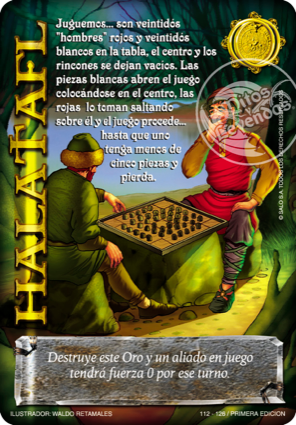 HALATAFL
Juguemos... son veintidós
"hombres" rojos y veintidós
blancos en la tabla, el centro y los
rincones se dejan vacíos. Las
piezas blancas abren el juego
colocándose en el centro, las
rojas lo toman saltando
sobre él y el juego procede...
hasta que uno
tenga menos de
cinco piezas y
pierda.
Destruye este Oro y un aliado en juego
tendrá fuerza 0 por ese turno.
ILUSTRADOR: WALDO RETAMALES
112 - 128 / PRIMERA EDICION